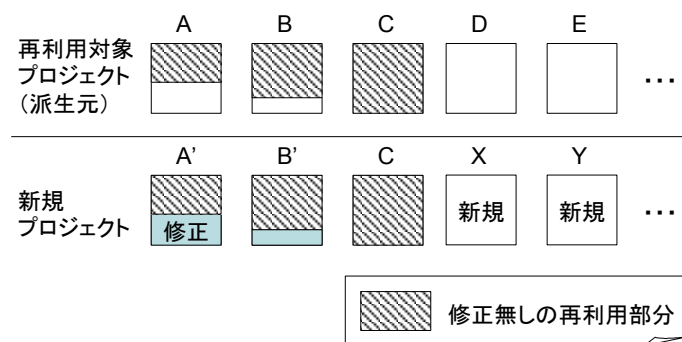 A B C D E
再利用対象
プロジェクト
(派生元)
...
A' B' C X Y
新規
プロジェクト
修正
新規
新規
...
修正無しの再利用部分